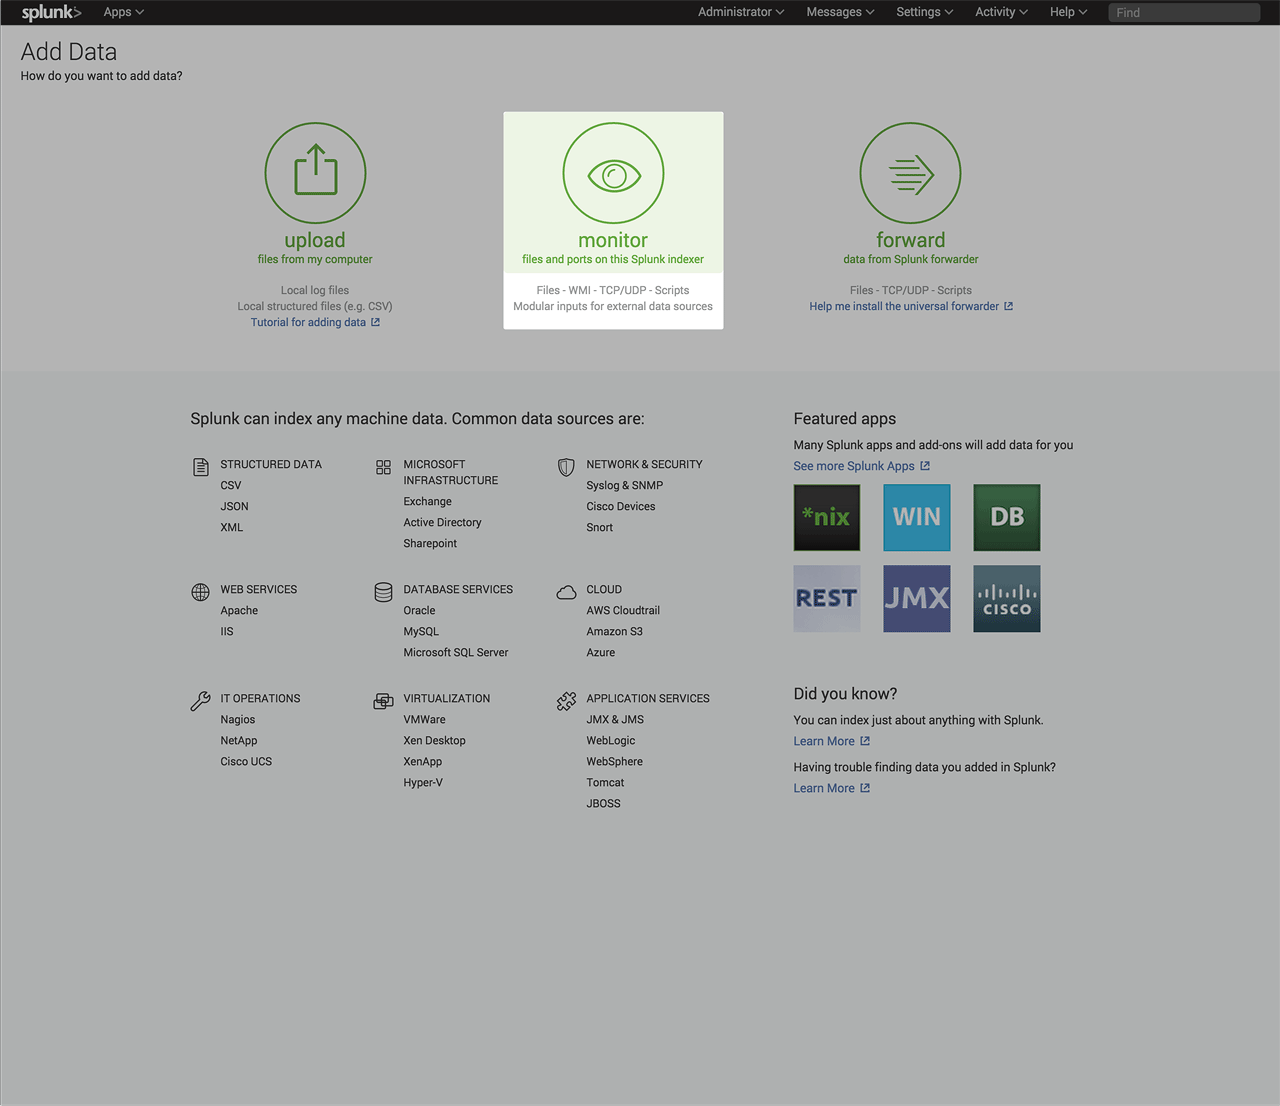 splunk> Apps Administrator Messages Settings Activity Help Find
Add Data
How do you want to add data?
upload
files from my computer
Local log files
Local structured files (e.g. CSV)
Tutorial for adding data
monitor
files and ports on this Splunk indexer
Files - WMI - TCP/UDP - Scripts
Modular inputs for external data sources
forward
data from Splunk forwarder
Files - TCP/UDP - Scripts
Help me install the universal forwarder
Splunk can index any machine data. Common data sources are:
STRUCTURED DATA
CSV
JSON
XML
MICROSOFT
INFRASTRUCTURE
Exchange
Active Directory
Sharepoint
NETWORK & SECURITY
Syslog & SNMP
Cisco Devices
Snort
WEB SERVICES
Apache
IIS
DATABASE SERVICES
Oracle
MySQL
Microsoft SQL Server
CLOUD
AWS Cloudtrail
Amazon S3
Azure
IT OPERATIONS
Nagios
NetApp
Cisco UCS
VIRTUALIZATION
VMWare
Xen Desktop
XenApp
Hyper-V
APPLICATION SERVICES
JMX & JMS
WebLogic
WebSphere
Tomcat
JBOSS
Featured apps
Many Splunk apps and add-ons will add data for you
See more Splunk Apps
*nix WIN DB
REST JMX CISCO
Did you know?
You can index just about anything with Splunk.
Learn More
Having trouble finding data you added in Splunk?
Learn More